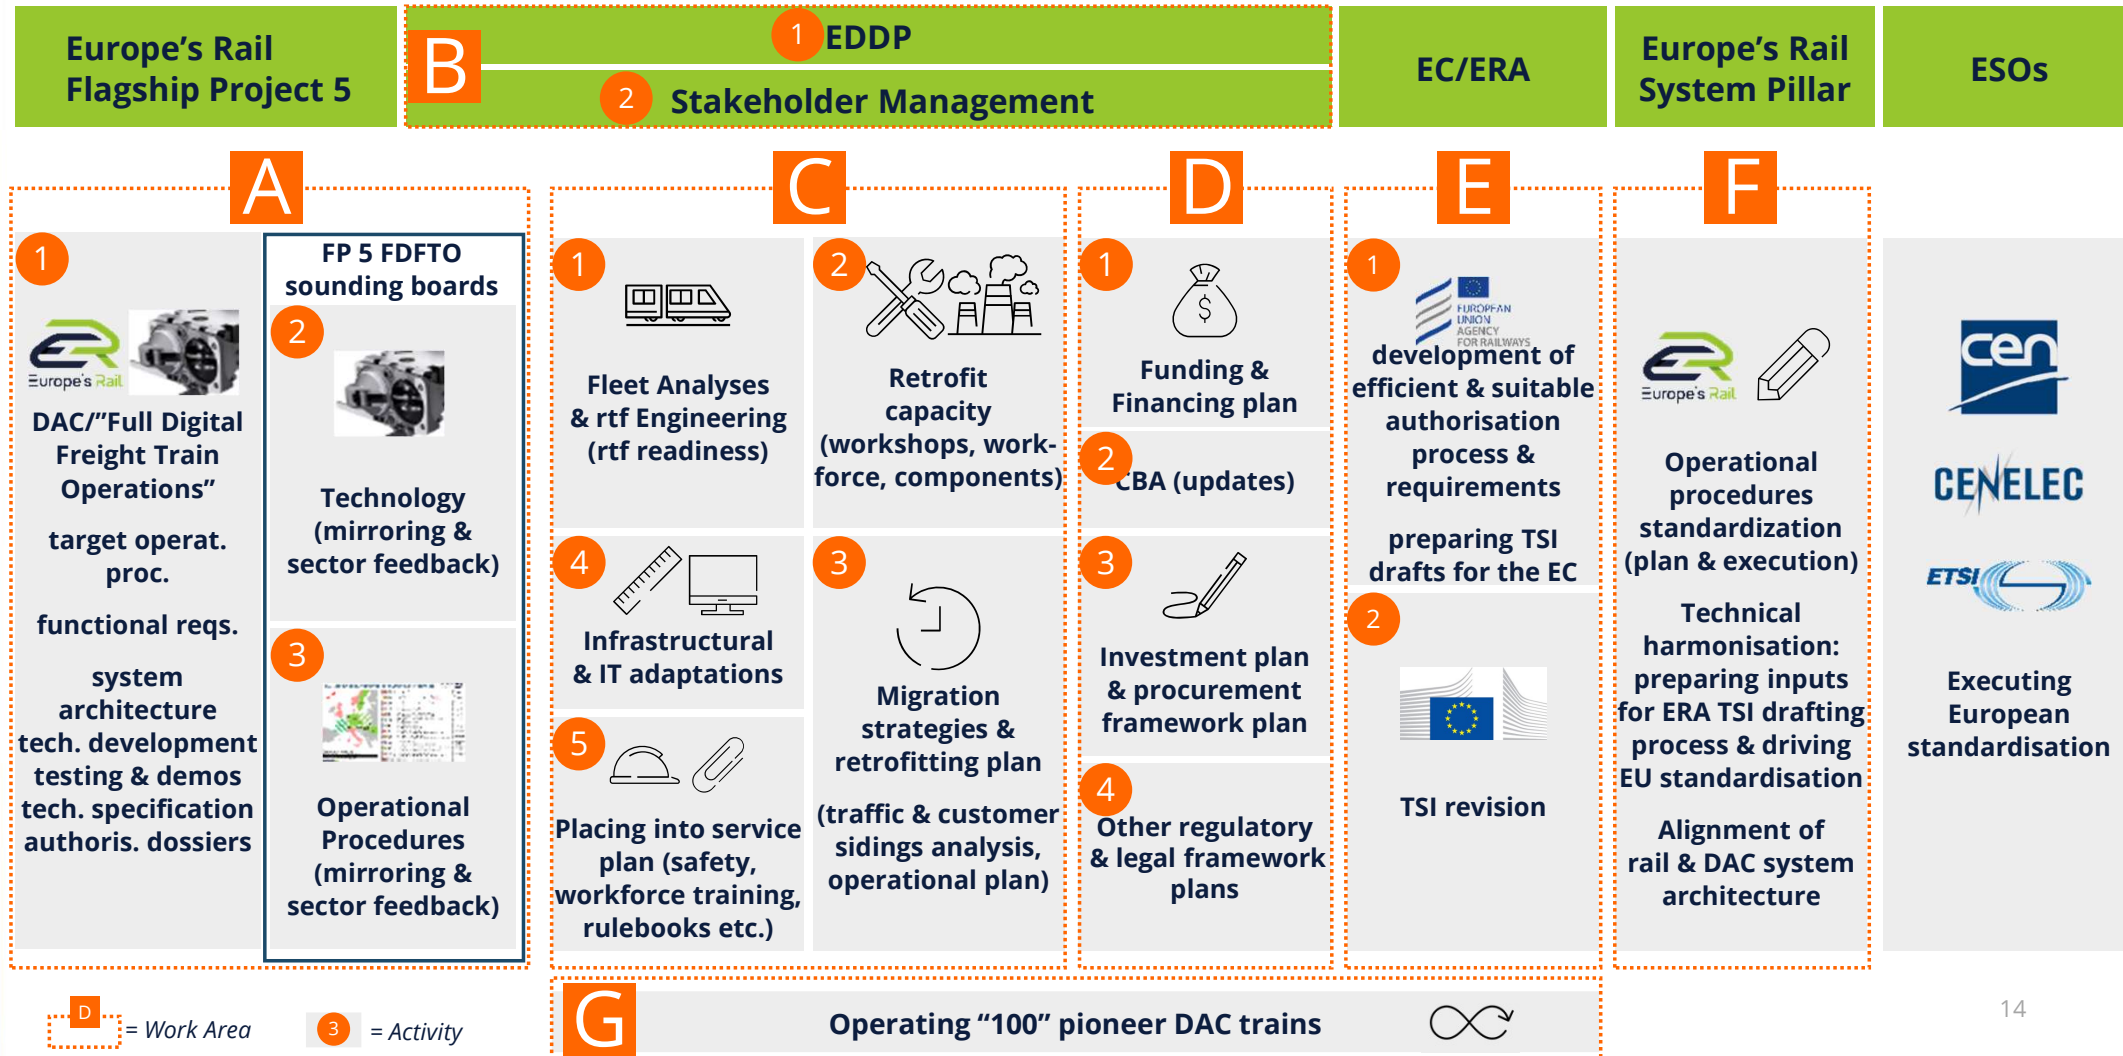 Europe's Rail
Flagship Project 5
B
1 EDDP
2 Stakeholder Management
EC/ERA
Europe's Rail
System Pillar
ESOs
A
1
Europe's Rail
DAC/"Full Digital
Freight Train
Operations"
target operat.
proc.
functional reqs.
system
architecture
tech. development
testing & demos
tech. specification
authoris. dossiers
FP 5 FDFTO
sounding boards
2
Technology
(mirroring &
sector feedback)
3
Operational
Procedures
(mirroring &
sector feedback)
C
1
Fleet Analyses
& rtf Engineering
(rtf readiness)
2
Retrofit
capacity
(workshops, work-
force, components)
4
Infrastructural
& IT adaptations
3
Migration
strategies &
retrofitting plan
(traffic & customer
sidings analysis,
operational plan)
5
Placing into service
plan (safety,
workforce training,
rulebooks etc.)
D
1
$
Funding &
Financing plan
2
CBA (updates)
3
Investment plan
& procurement
framework plan
4
Other regulatory
& legal framework
plans
E
1
EUROPEAN
UNION
AGENCY
FOR RAILWAYS
development of
efficient & suitable
authorisation
process &
requirements
preparing TSI
drafts for the EC
2
TSI revision
F
Europe's Rail
Operational
procedures
standardization
(plan & execution)
Technical
harmonisation:
preparing inputs
for ERA TSI drafting
process & driving
EU standardisation
Alignment of
rail & DAC system
architecture
cen
CENELEC
ETSI
Executing
European
standardisation
G
Operating "100" pioneer DAC trains
D = Work Area
3 = Activity
14